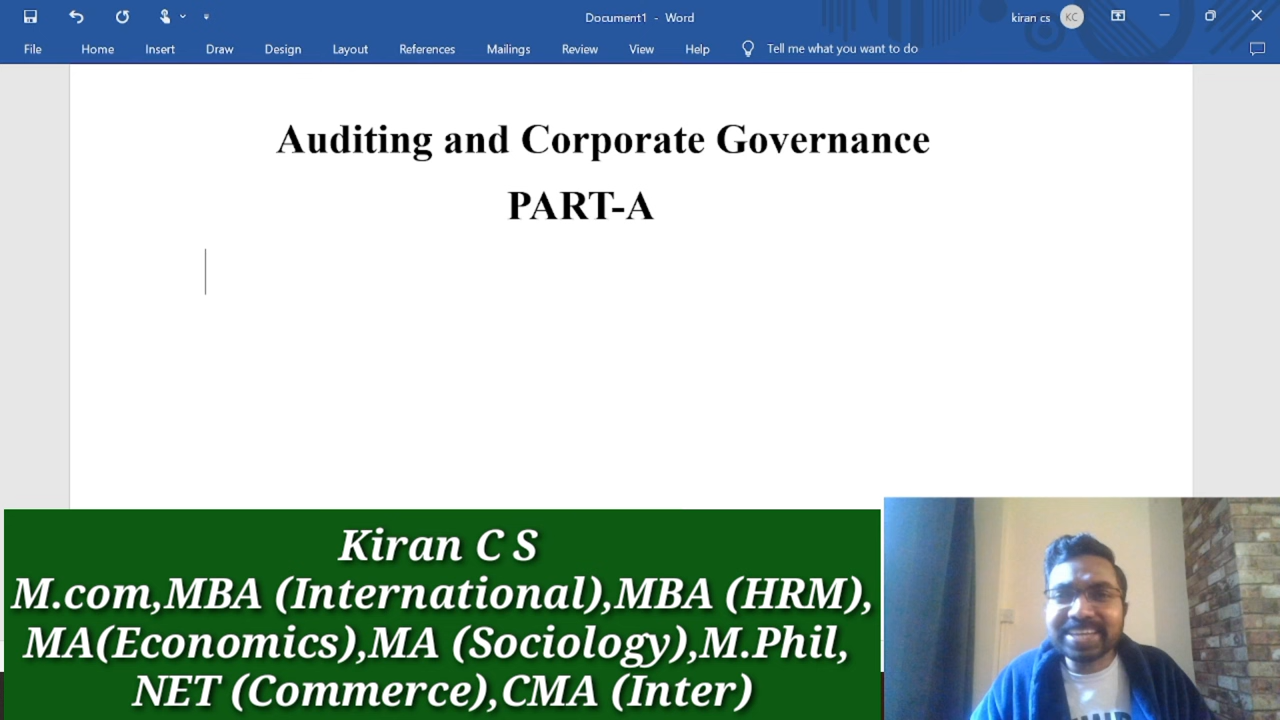 Document1 - Word
kiran cs KC
File Home Insert Draw Design Layout References Mailings Review View Help Tell me what you want to do
Auditing and Corporate Governance
PART-A
Kiran C S
M.com,MBA (International),MBA (HRM),
MA(Economics),MA (Sociology),M.Phil,
NET (Commerce),CMA (Inter)